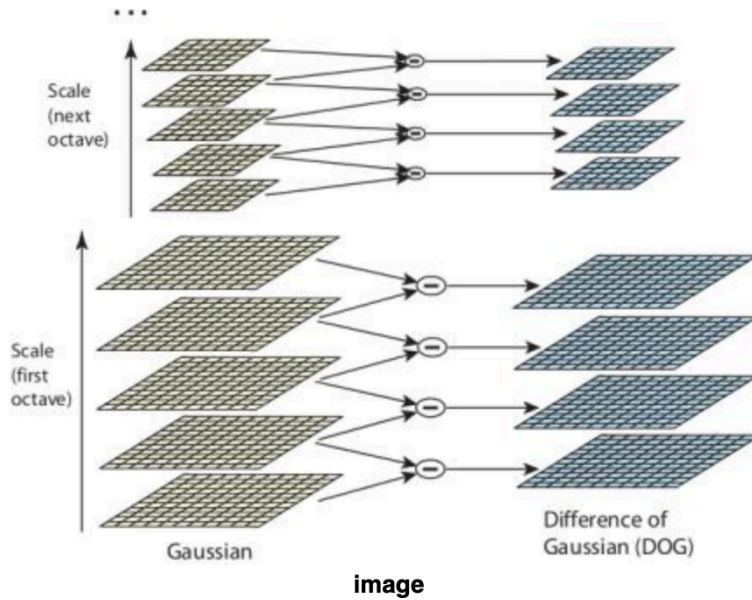 ...
Scale
(next
octave)
Scale
(first
octave)
Gaussian
Difference of
Gaussian (DOG)
image